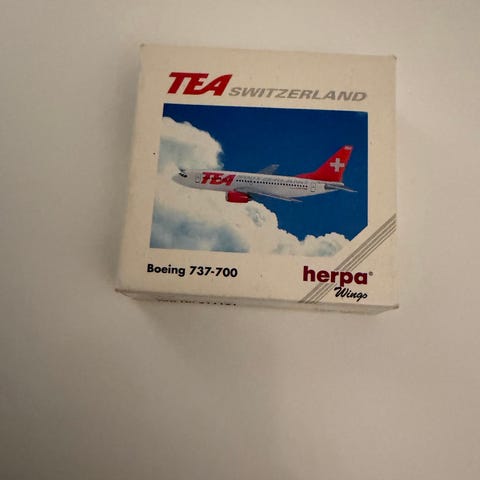 TEA SWITZERLAND
TEA
Boeing 737-700
herpa®
Wings